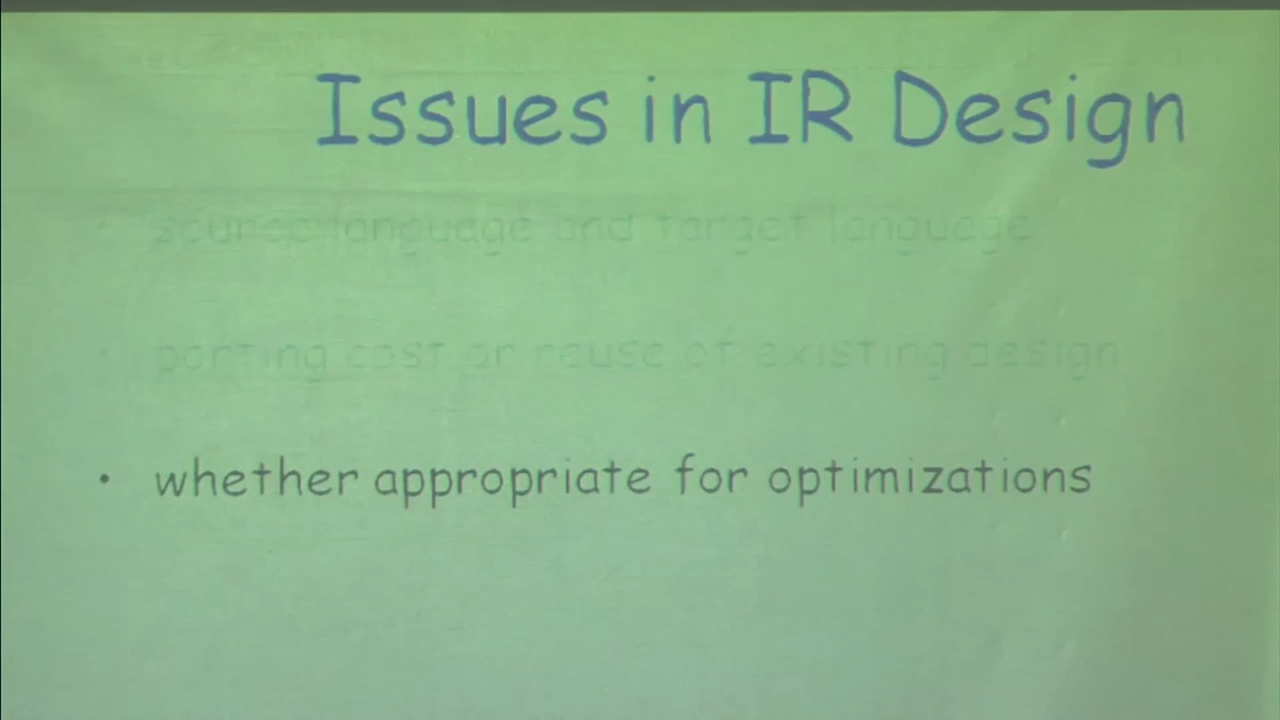 Issues in IR Design
• source language and target language
• porting cost or reuse of existing design
• whether appropriate for optimizations